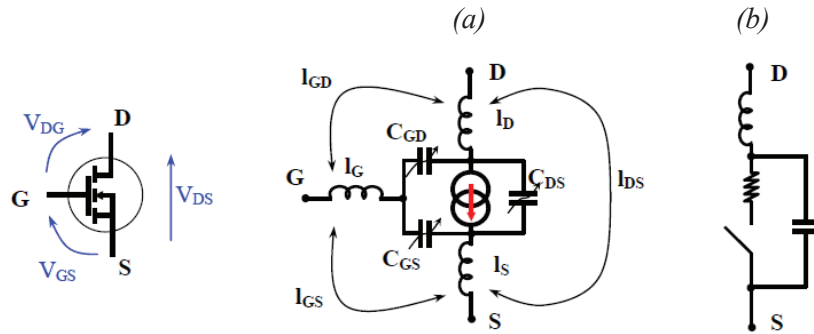 (a)
(b)
D
V_DG
G
V_DS
V_GS
S
l_GD
D
l_D
C_GD
l_G
G
C_DS
l_DS
C_GS
l_S
l_GS
S
D
S